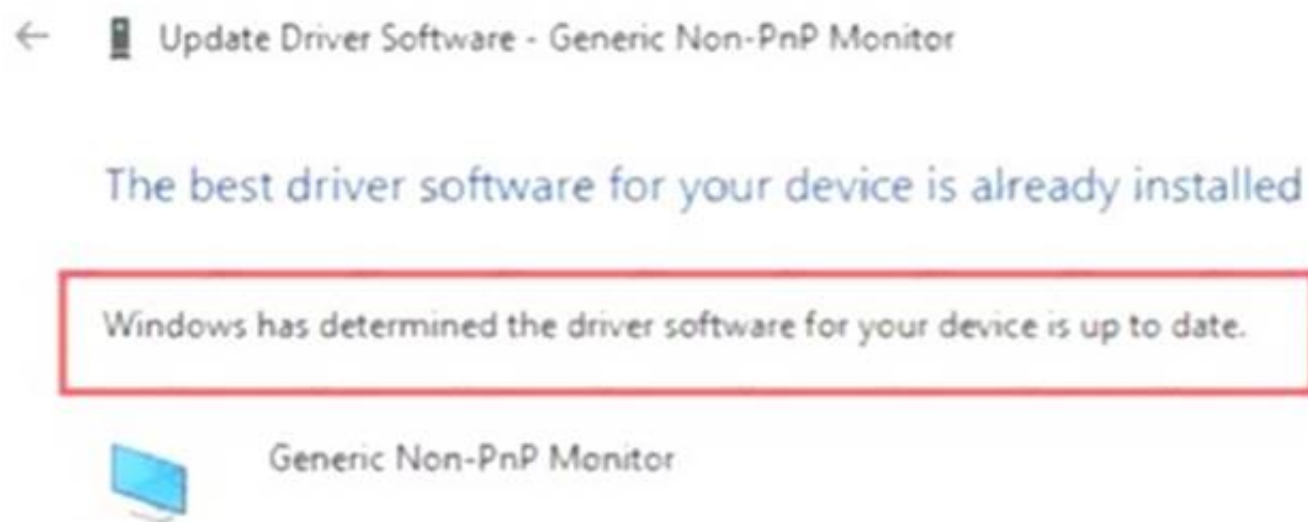 Update Driver Software - Generic Non-PnP Monitor
The best driver software for your device is already installed
Windows has determined the driver software for your device is up to date.
Generic Non-PnP Monitor